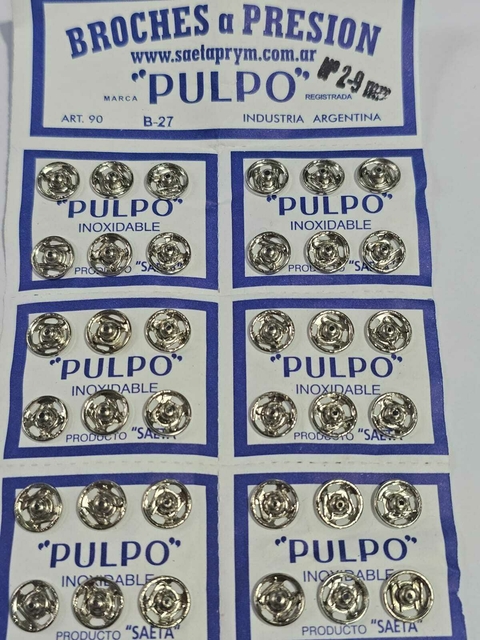 BROCHES a PRESION
www.saetaprym.com.ar
MARCA "PULPO" REGISTRADA
Nº 2-9
ART. 90 B-27 INDUSTRIA ARGENTINA
"PULPO"
INOXIDABLE
PRODUCTO "SAETA"
"PULPO"
INOXIDABLE
PRODUCTO "SAETA"
"PULPO"
INOXIDABLE
PRODUCTO "SAETA"
"PULPO"
INOXIDABLE
PRODUCTO "SAETA"
"PULPO"
INOXIDABLE
PRODUCTO "SAETA"
"PULPO"
INOXIDABLE
PRODUCTO "SAETA"